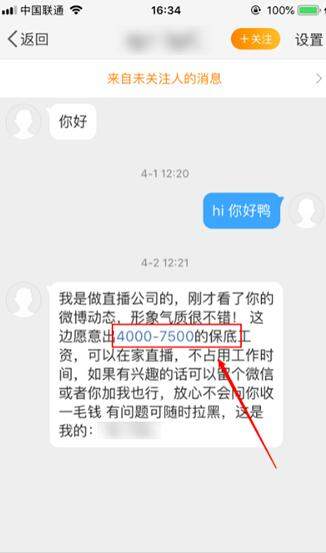 中国联通
16:34
100%
返回
+关注
设置
来自未关注人的消息
你好
4-1 12:20
hi 你好鸭
4-2 12:21
我是做直播公司的，刚才看了你的
微博动态，形象气质很不错！ 这
边愿意出4000-7500的保底工
资，可以在家直播，不占用工作时
间，如果有兴趣的话可以留个微信
或者你加我也行，放心不会问你收
一毛钱 有问题可随时拉黑，这是
我的：